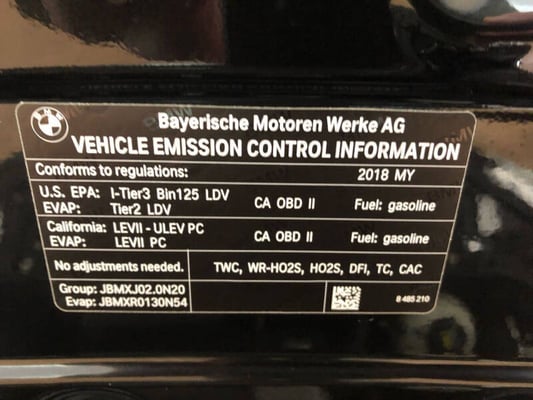 BMW
Bayerische Motoren Werke AG
VEHICLE EMISSION CONTROL INFORMATION
Conforms to regulations: 2018 MY
U.S. EPA: I-Tier3 Bin125 LDV CA OBD II Fuel: gasoline
EVAP: Tier2 LDV
California: LEVII - ULEV PC CA OBD II Fuel: gasoline
EVAP: LEVII PC
No adjustments needed. TWC, WR-HO2S, HO2S, DFI, TC, CAC
Group: JBMXJ02.0N20
Evap: JBMXR0130N54
8 485 210